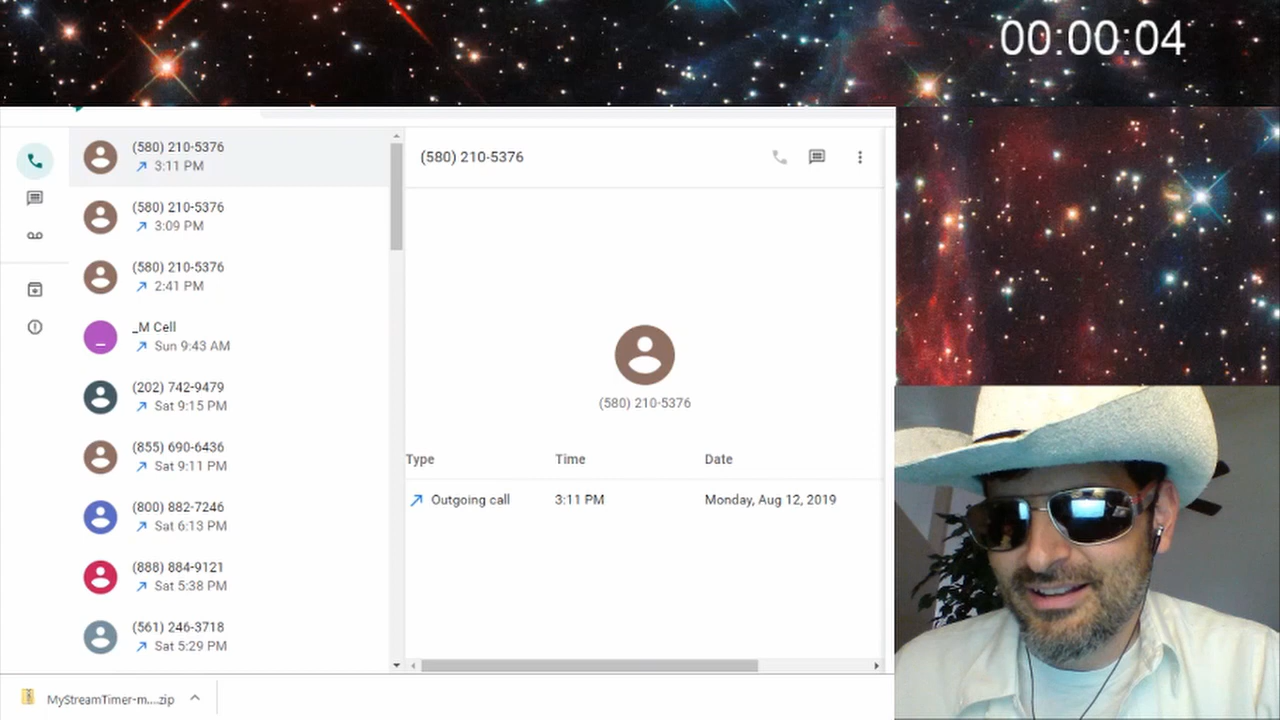 00:00:04
(580) 210-5376
3:11 PM
(580) 210-5376
3:09 PM
(580) 210-5376
2:41 PM
_M Cell
Sun 9:43 AM
(202) 742-9479
Sat 9:15 PM
(855) 690-6436
Sat 9:11 PM
(800) 882-7246
Sat 6:13 PM
(888) 884-9121
Sat 5:38 PM
(561) 246-3718
Sat 5:29 PM
(580) 210-5376
(580) 210-5376
Type Time Date
Outgoing call 3:11 PM Monday, Aug 12, 2019
MyStreamTimer-m....zip